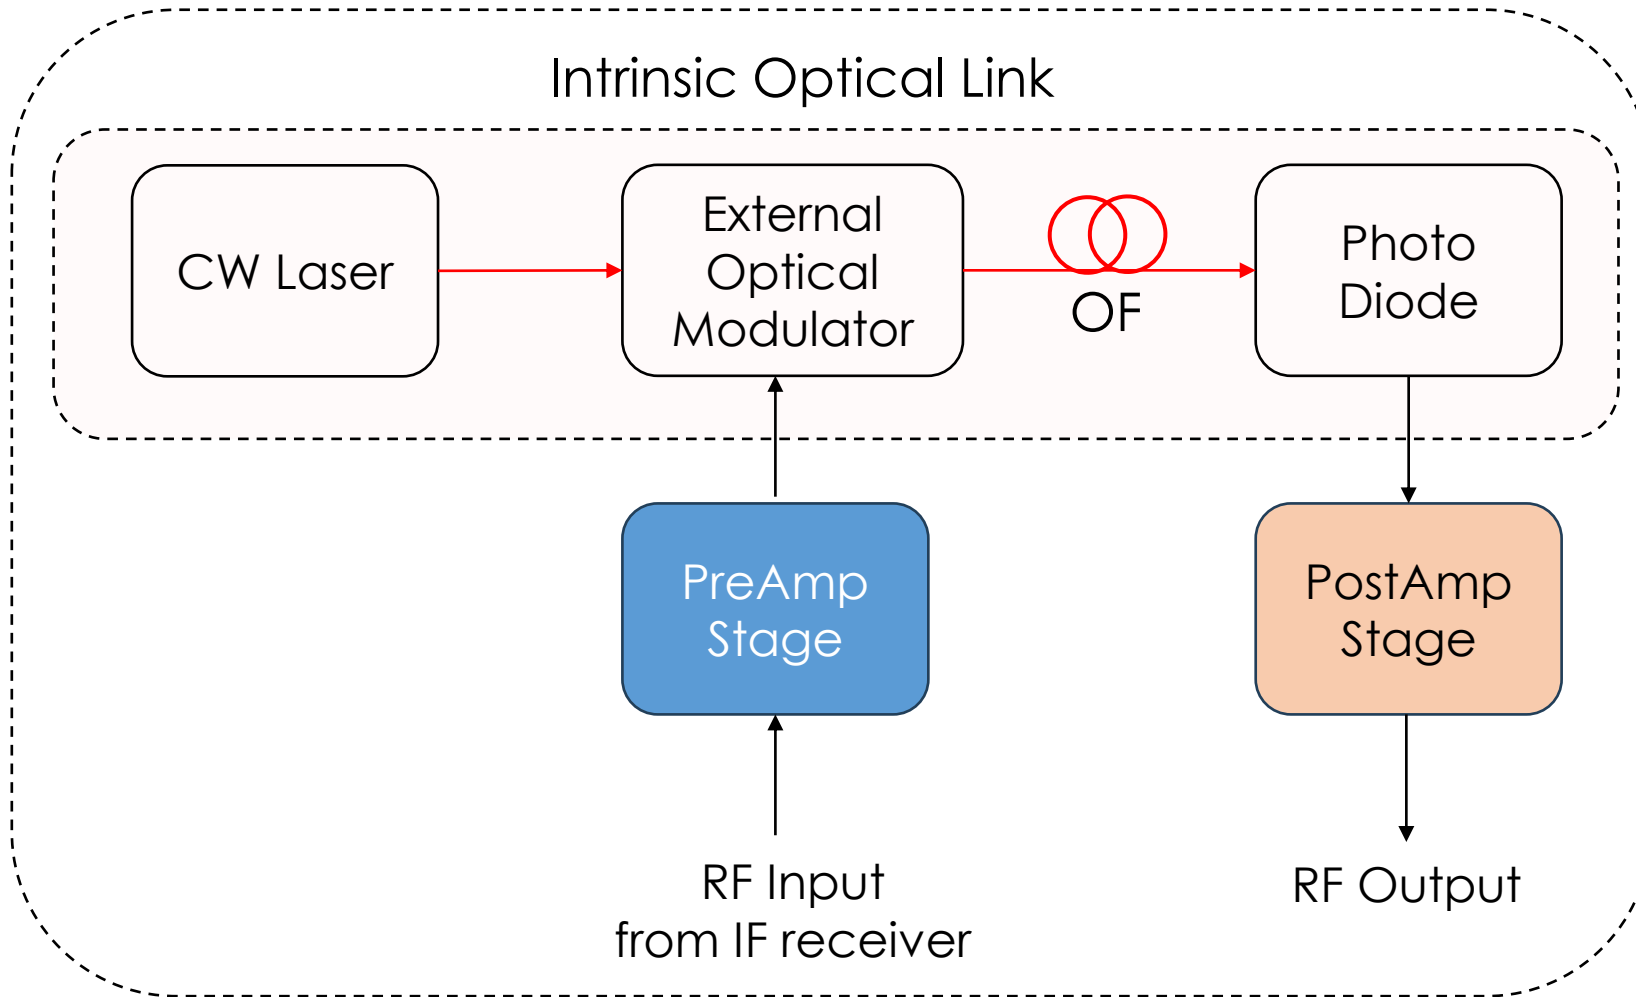 Intrinsic Optical Link
CW Laser
External
Optical
Modulator
OF
Photo
Diode
PreAmp
Stage
PostAmp
Stage
RF Input
from IF receiver
RF Output